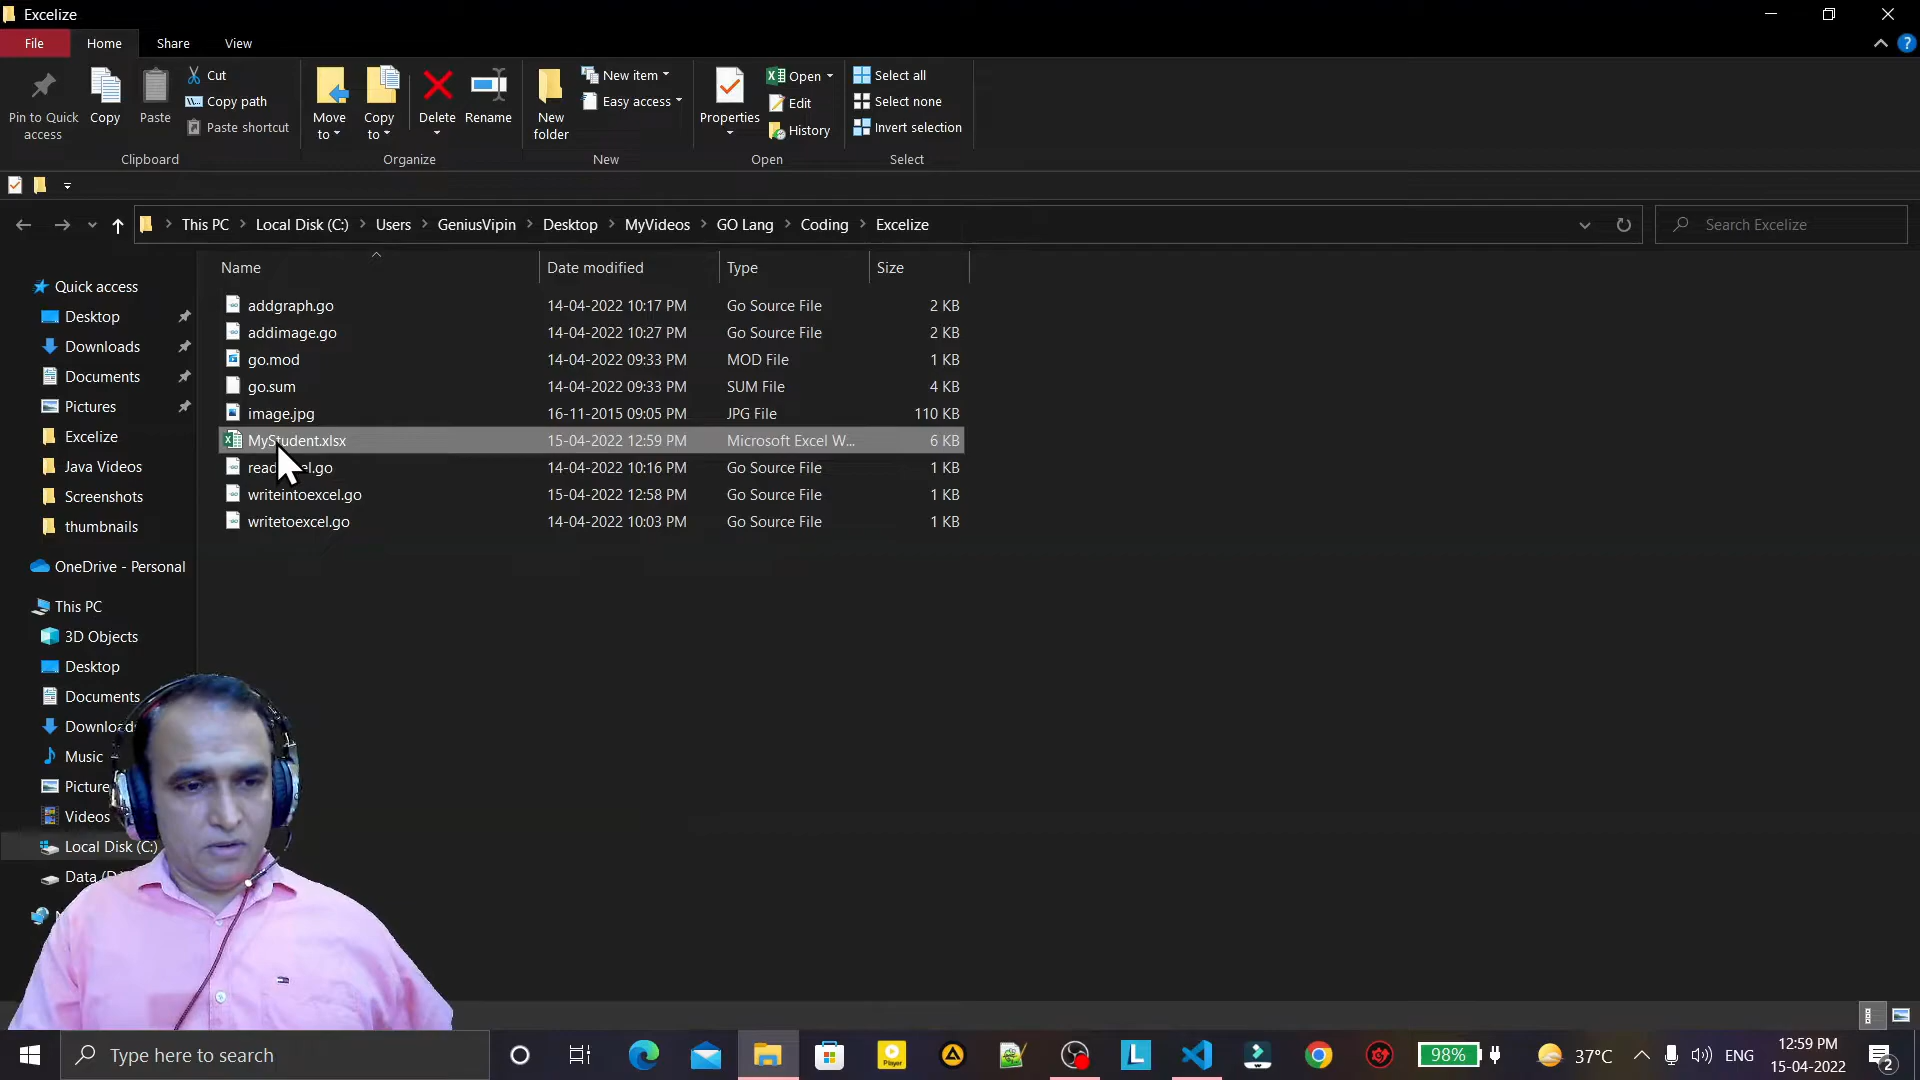 Excelize
File Home Share View
Pin to Quick access
Copy
Paste
Cut
Copy path
Paste shortcut
Clipboard
Move to
Copy to
Delete
Rename
Organize
New folder
New item
Easy access
New
Properties
Open
Edit
History
Open
Select all
Select none
Invert selection
Select
This PC > Local Disk (C:) > Users > GeniusVipin > Desktop > MyVideos > GO Lang > Coding > Excelize
Search Excelize
Name Date modified Type Size
addgraph.go 14-04-2022 10:17 PM Go Source File 2 KB
addimage.go 14-04-2022 10:27 PM Go Source File 2 KB
go.mod 14-04-2022 09:33 PM MOD File 1 KB
go.sum 14-04-2022 09:33 PM SUM File 4 KB
image.jpg 16-11-2015 09:05 PM JPG File 110 KB
MyStudent.xlsx 15-04-2022 12:59 PM Microsoft Excel W... 6 KB
14-04-2022 10:16 PM Go Source File 1 KB
writeintoexcel.go 15-04-2022 12:58 PM Go Source File 1 KB
writetoexcel.go 14-04-2022 10:03 PM Go Source File 1 KB
Quick access
Desktop
Downloads
Documents
Pictures
Excelize
Java Videos
Screenshots
thumbnails
OneDrive - Personal
This PC
3D Objects
Desktop
Documents
Music
Videos
Local Disk (C:)
Data
Type here to search
Player
L
98%
37°C
ENG
12:59 PM
15-04-2022
2